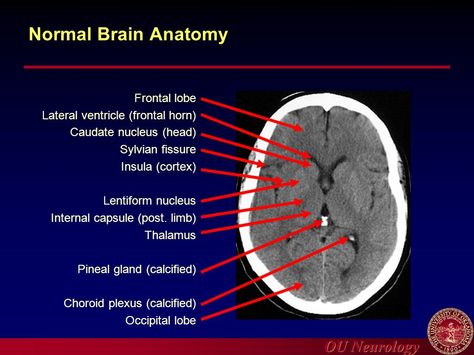 Normal Brain Anatomy
Frontal lobe
Lateral ventricle (frontal horn)
Caudate nucleus (head)
Sylvian fissure
Insula (cortex)
Lentiform nucleus
Internal capsule (post. limb)
Thalamus
Pineal gland (calcified)
Choroid plexus (calcified)
Occipital lobe
OU Neurology